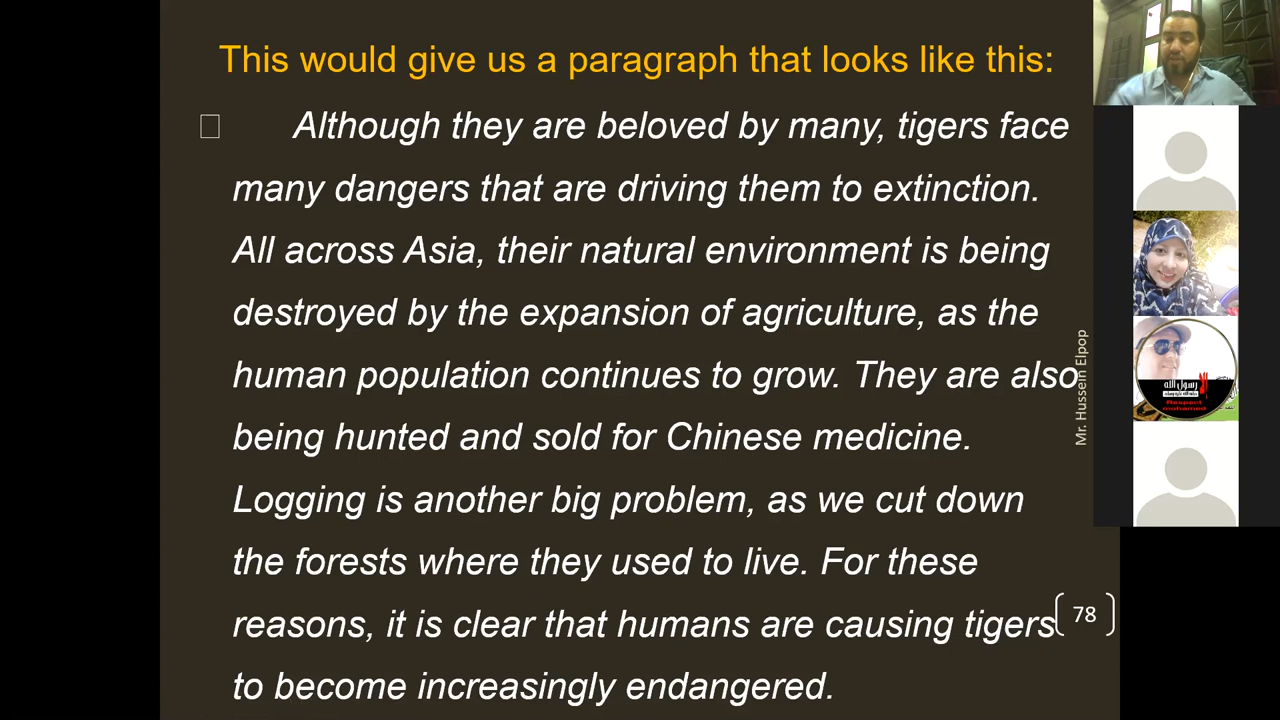 This would give us a paragraph that looks like this:
Although they are beloved by many, tigers face
many dangers that are driving them to extinction.
All across Asia, their natural environment is being
destroyed by the expansion of agriculture, as the
human population continues to grow. They are also
being hunted and sold for Chinese medicine.
Logging is another big problem, as we cut down
the forests where they used to live. For these
reasons, it is clear that humans are causing tigers
to become increasingly endangered.
Mr. Hussein Elpop
78
إلا
رسول الله